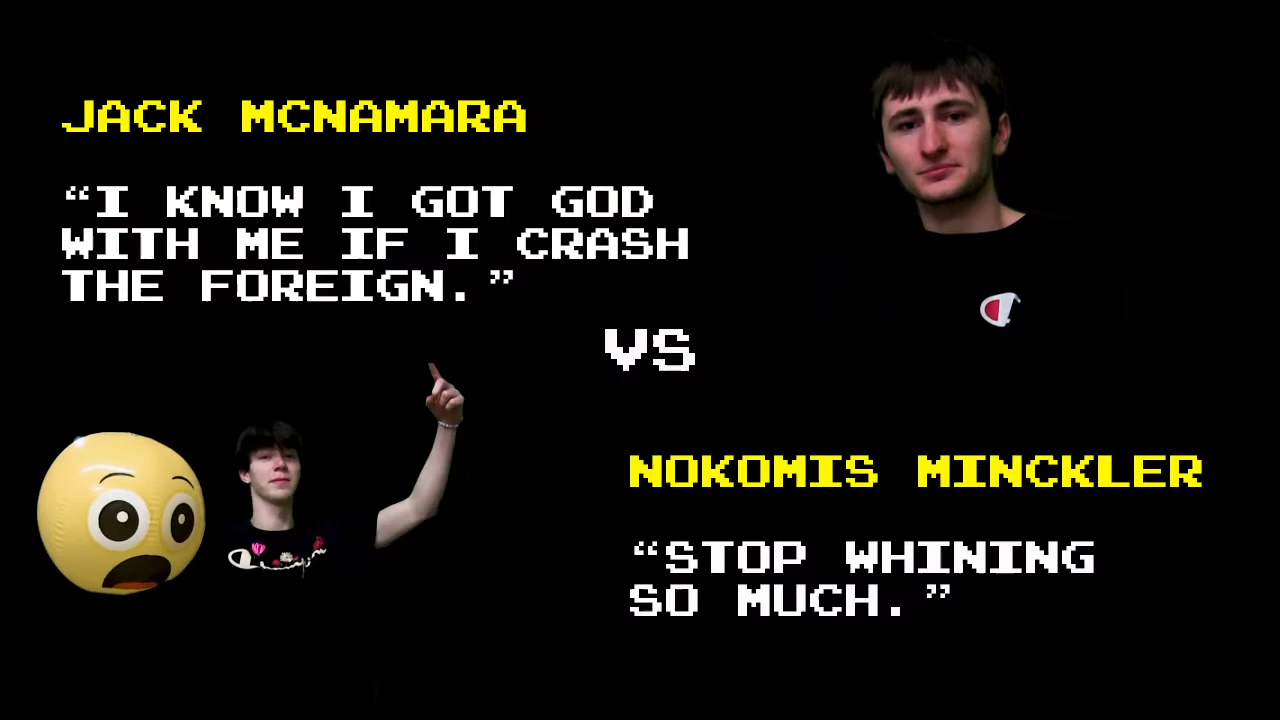 JACK MCNAMARA
“I KNOW I GOT GOD
WITH ME IF I CRASH
THE FOREIGN.”
VS
NOKOMIS MINCKLER
“STOP WHINING
SO MUCH.”